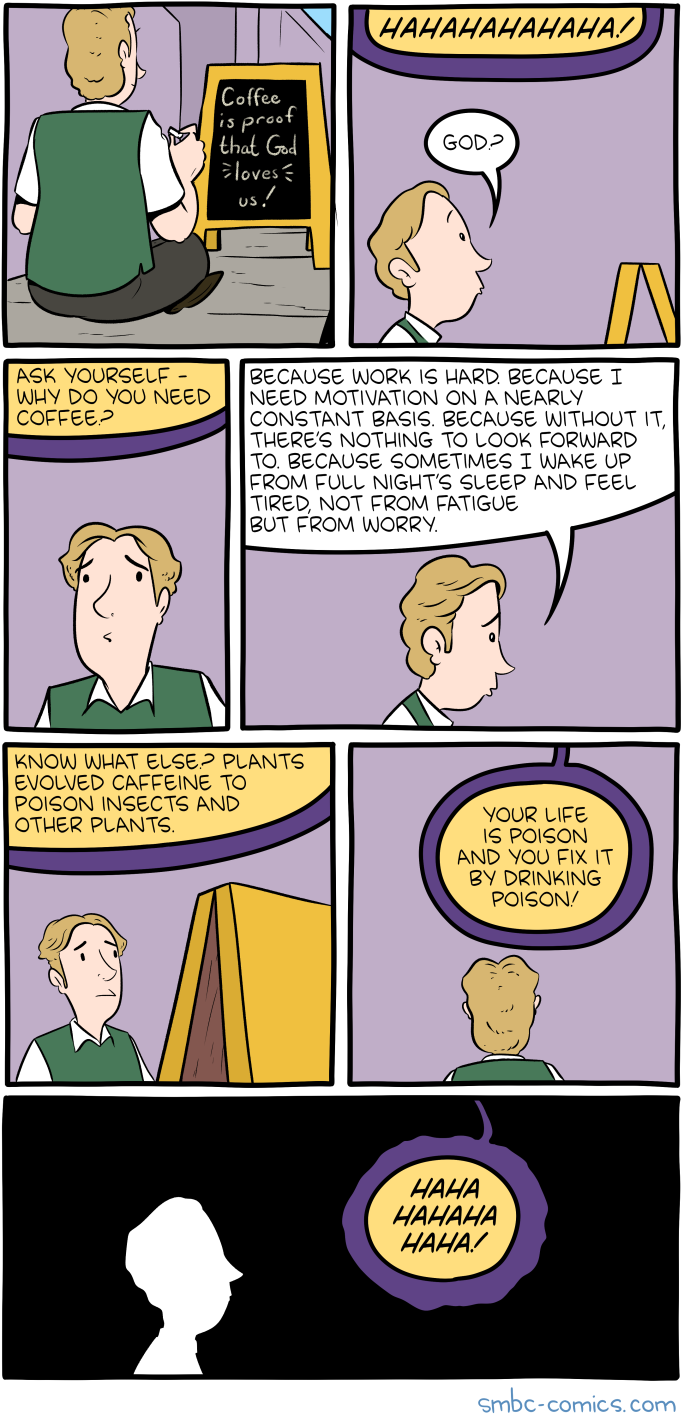 Coffee
is proof
that God
loves
us!
HAHAHAHAHAHA!
GOD?
ASK YOURSELF -
WHY DO YOU NEED
COFFEE?
BECAUSE WORK IS HARD. BECAUSE I
NEED MOTIVATION ON A NEARLY
CONSTANT BASIS. BECAUSE WITHOUT IT,
THERE'S NOTHING TO LOOK FORWARD
TO. BECAUSE SOMETIMES I WAKE UP
FROM FULL NIGHT'S SLEEP AND FEEL
TIRED, NOT FROM FATIGUE
BUT FROM WORRY.
KNOW WHAT ELSE? PLANTS
EVOLVED CAFFEINE TO
POISON INSECTS AND
OTHER PLANTS.
YOUR LIFE
IS POISON
AND YOU FIX IT
BY DRINKING
POISON!
HAHA
HAHAHA
HAHA!
smbc-comics.com